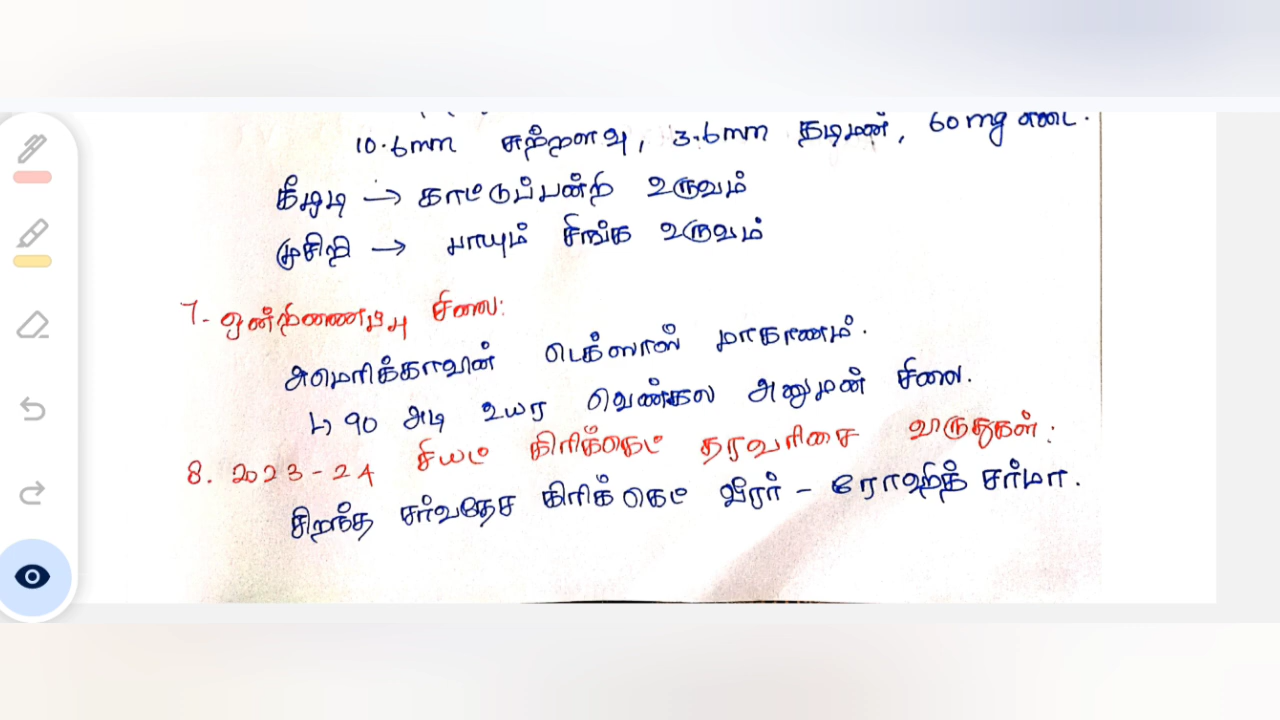 10.6mm சுற்றளவு, 3.6mm தடிமன், 60mg எடை.
கீழடி → காட்டுப்பன்றி உருவம்
முசிறி → பாயும் சிங்க உருவம்
7. ஒன்றிணைப்பு சிலை:
அமெரிக்காவின் டெக்ஸாஸ் மாகாணம்.
↳ 90 அடி உயர வெண்கல அனுமன் சிலை.
8. 2023-24 சியட் கிரிக்கெட் தரவரிசை விருதுகள்:
சிறந்த சர்வதேச கிரிக்கெட் வீரர் - ரோஹித் சர்மா.